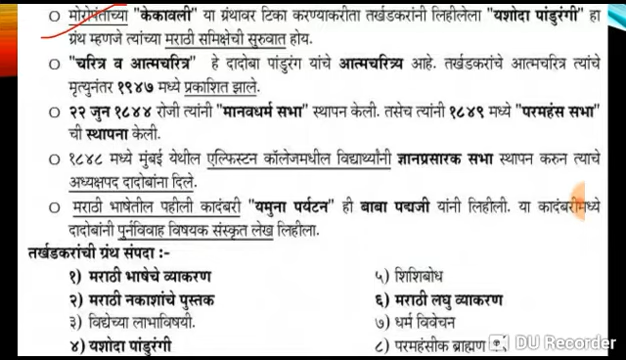 O मोरोपंतांच्या "केकावली" या ग्रंथावर टिका करण्याकरीता तर्खडकरांनी लिहीलेला "यशोदा पांडुरंगी" हा
ग्रंथ म्हणजे त्यांच्या मराठी समिक्षेची सुरुवात होय.
O "चरित्र व आत्मचरित्र" हे दादोबा पांडुरंग यांचे आत्मचरित्र्य आहे. तर्खडकरांचे आत्मचरित्र त्यांचे
मृत्युनंतर १९४७ मध्ये प्रकाशित झाले.
O २२ जुन १८४४ रोजी त्यांनी "मानवधर्म सभा" स्थापन केली. तसेच त्यांनी १८४९ मध्ये "परमहंस सभा"
ची स्थापना केली.
O १८४८ मध्ये मुंबई येथील एल्फिस्टन कॉलेजमधील विद्यार्थ्यांनी ज्ञानप्रसारक सभा स्थापन करुन त्याचे
अध्यक्षपद दादोबांना दिले.
O मराठी भाषेतील पहीली कादंबरी "यमुना पर्यटन" ही बाबा पद्मजी यांनी लिहीली. या कादंबरीमध्ये
दादोबांनी पुर्नविवाह विषयक संस्कृत लेख लिहीला.
तर्खडकरांची ग्रंथ संपदा :-
१) मराठी भाषेचे व्याकरण ५) शिशिबोध
२) मराठी नकाशांचे पुस्तक ६) मराठी लघु व्याकरण
३) विद्येच्या लाभाविषयी. ७) धर्म विवेचन
४) यशोदा पांडुरंगी ८) परमहंसीक ब्राह्मण
DU Recorder